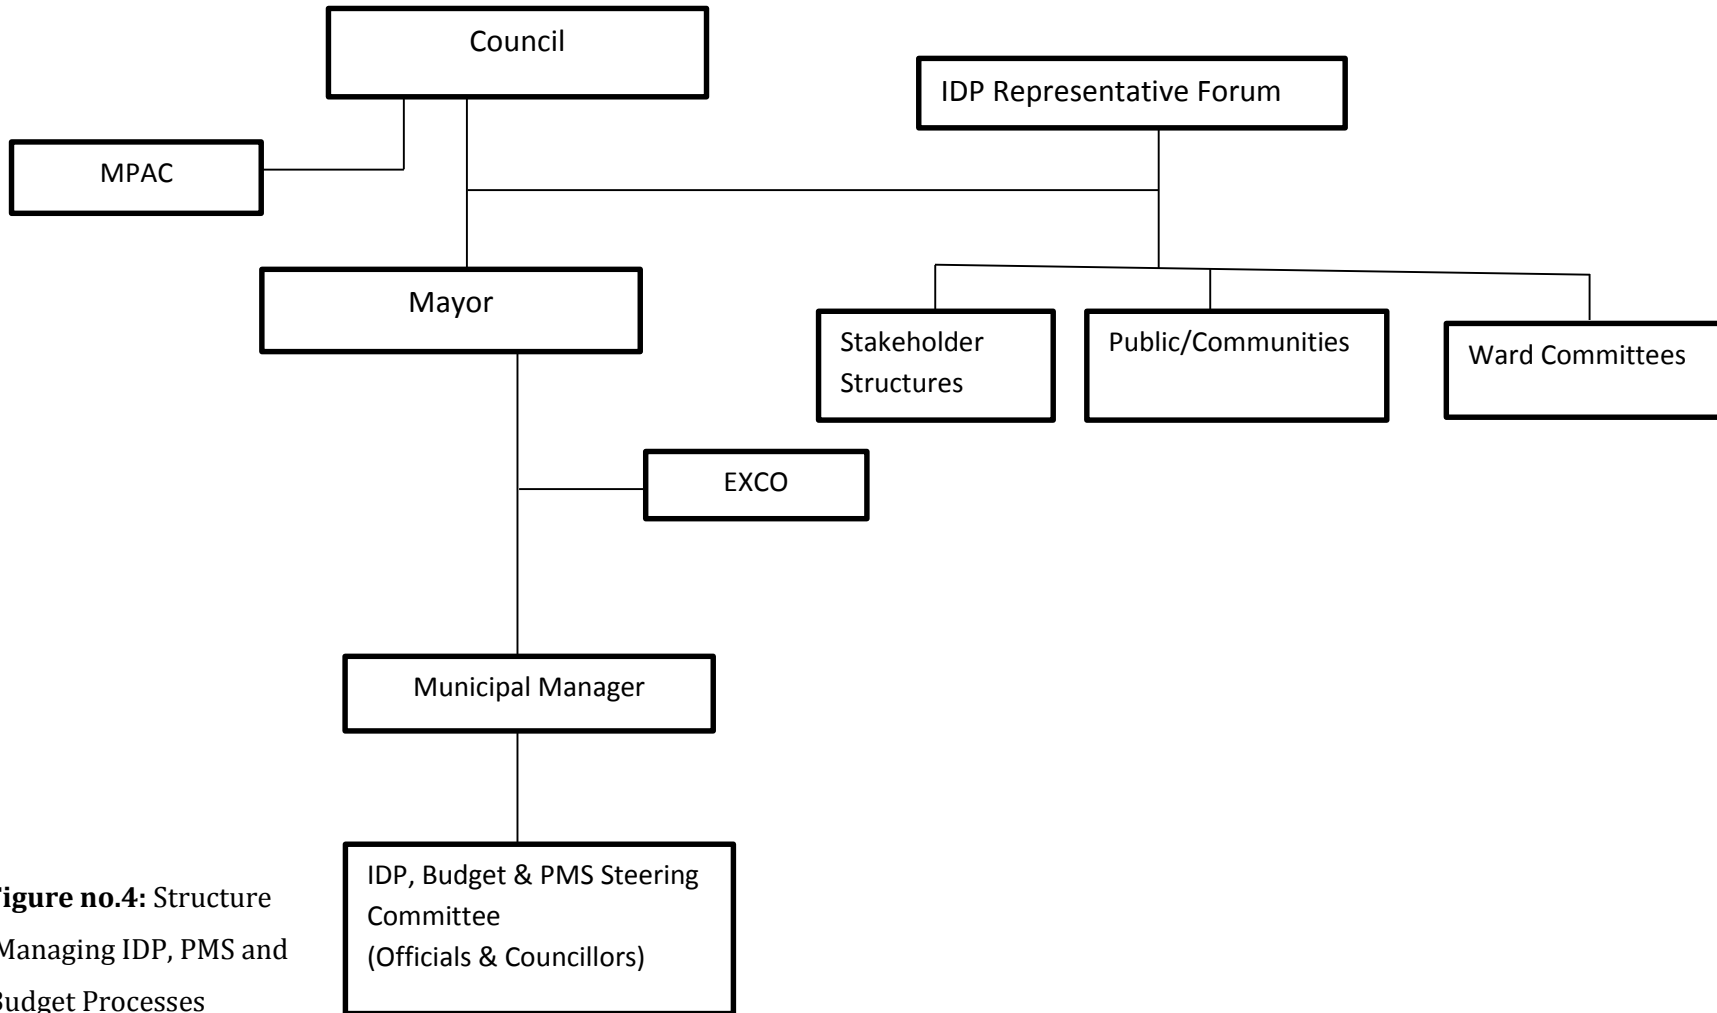 Council
IDP Representative Forum
MPAC
Mayor
Stakeholder
Structures
Public/Communities
Ward Committees
EXCO
Municipal Manager
IDP, Budget & PMS Steering
Committee
(Officials & Councillors)
igure no.4: Structure
Managing IDP, PMS and
Budget Processes